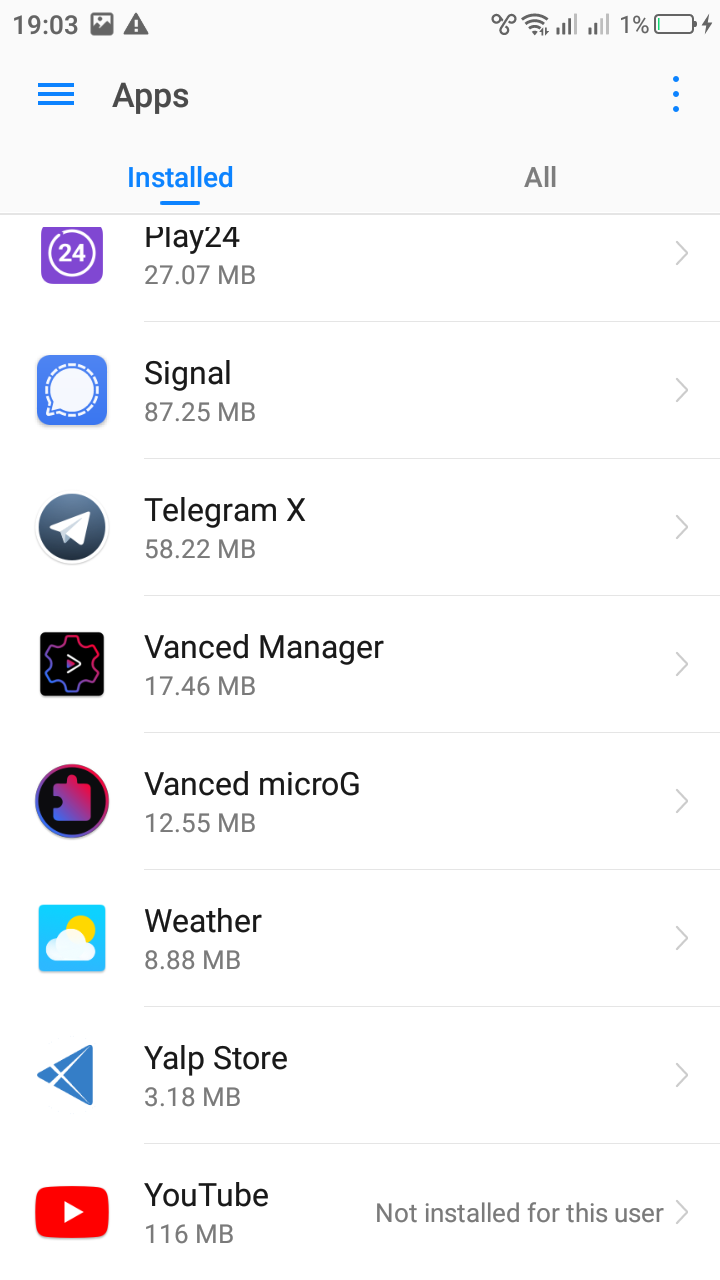 19:03
1%
Apps
Installed
All
24
Play24
27.07 MB
Signal
87.25 MB
Telegram X
58.22 MB
Vanced Manager
17.46 MB
Vanced microG
12.55 MB
Weather
8.88 MB
Yalp Store
3.18 MB
YouTube
116 MB
Not installed for this user